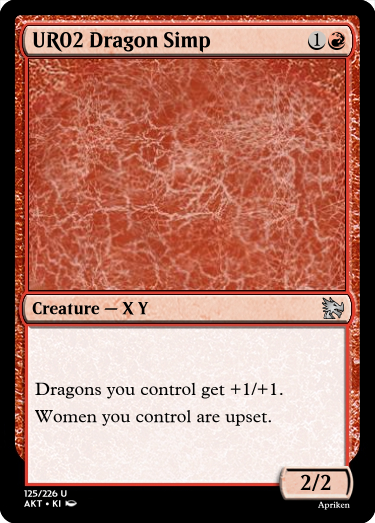 UR02 Dragon Simp 1
Creature — X Y
Dragons you control get +1/+1.
Women you control are upset.
2/2
125/226 U
AKT • KI
Apriken